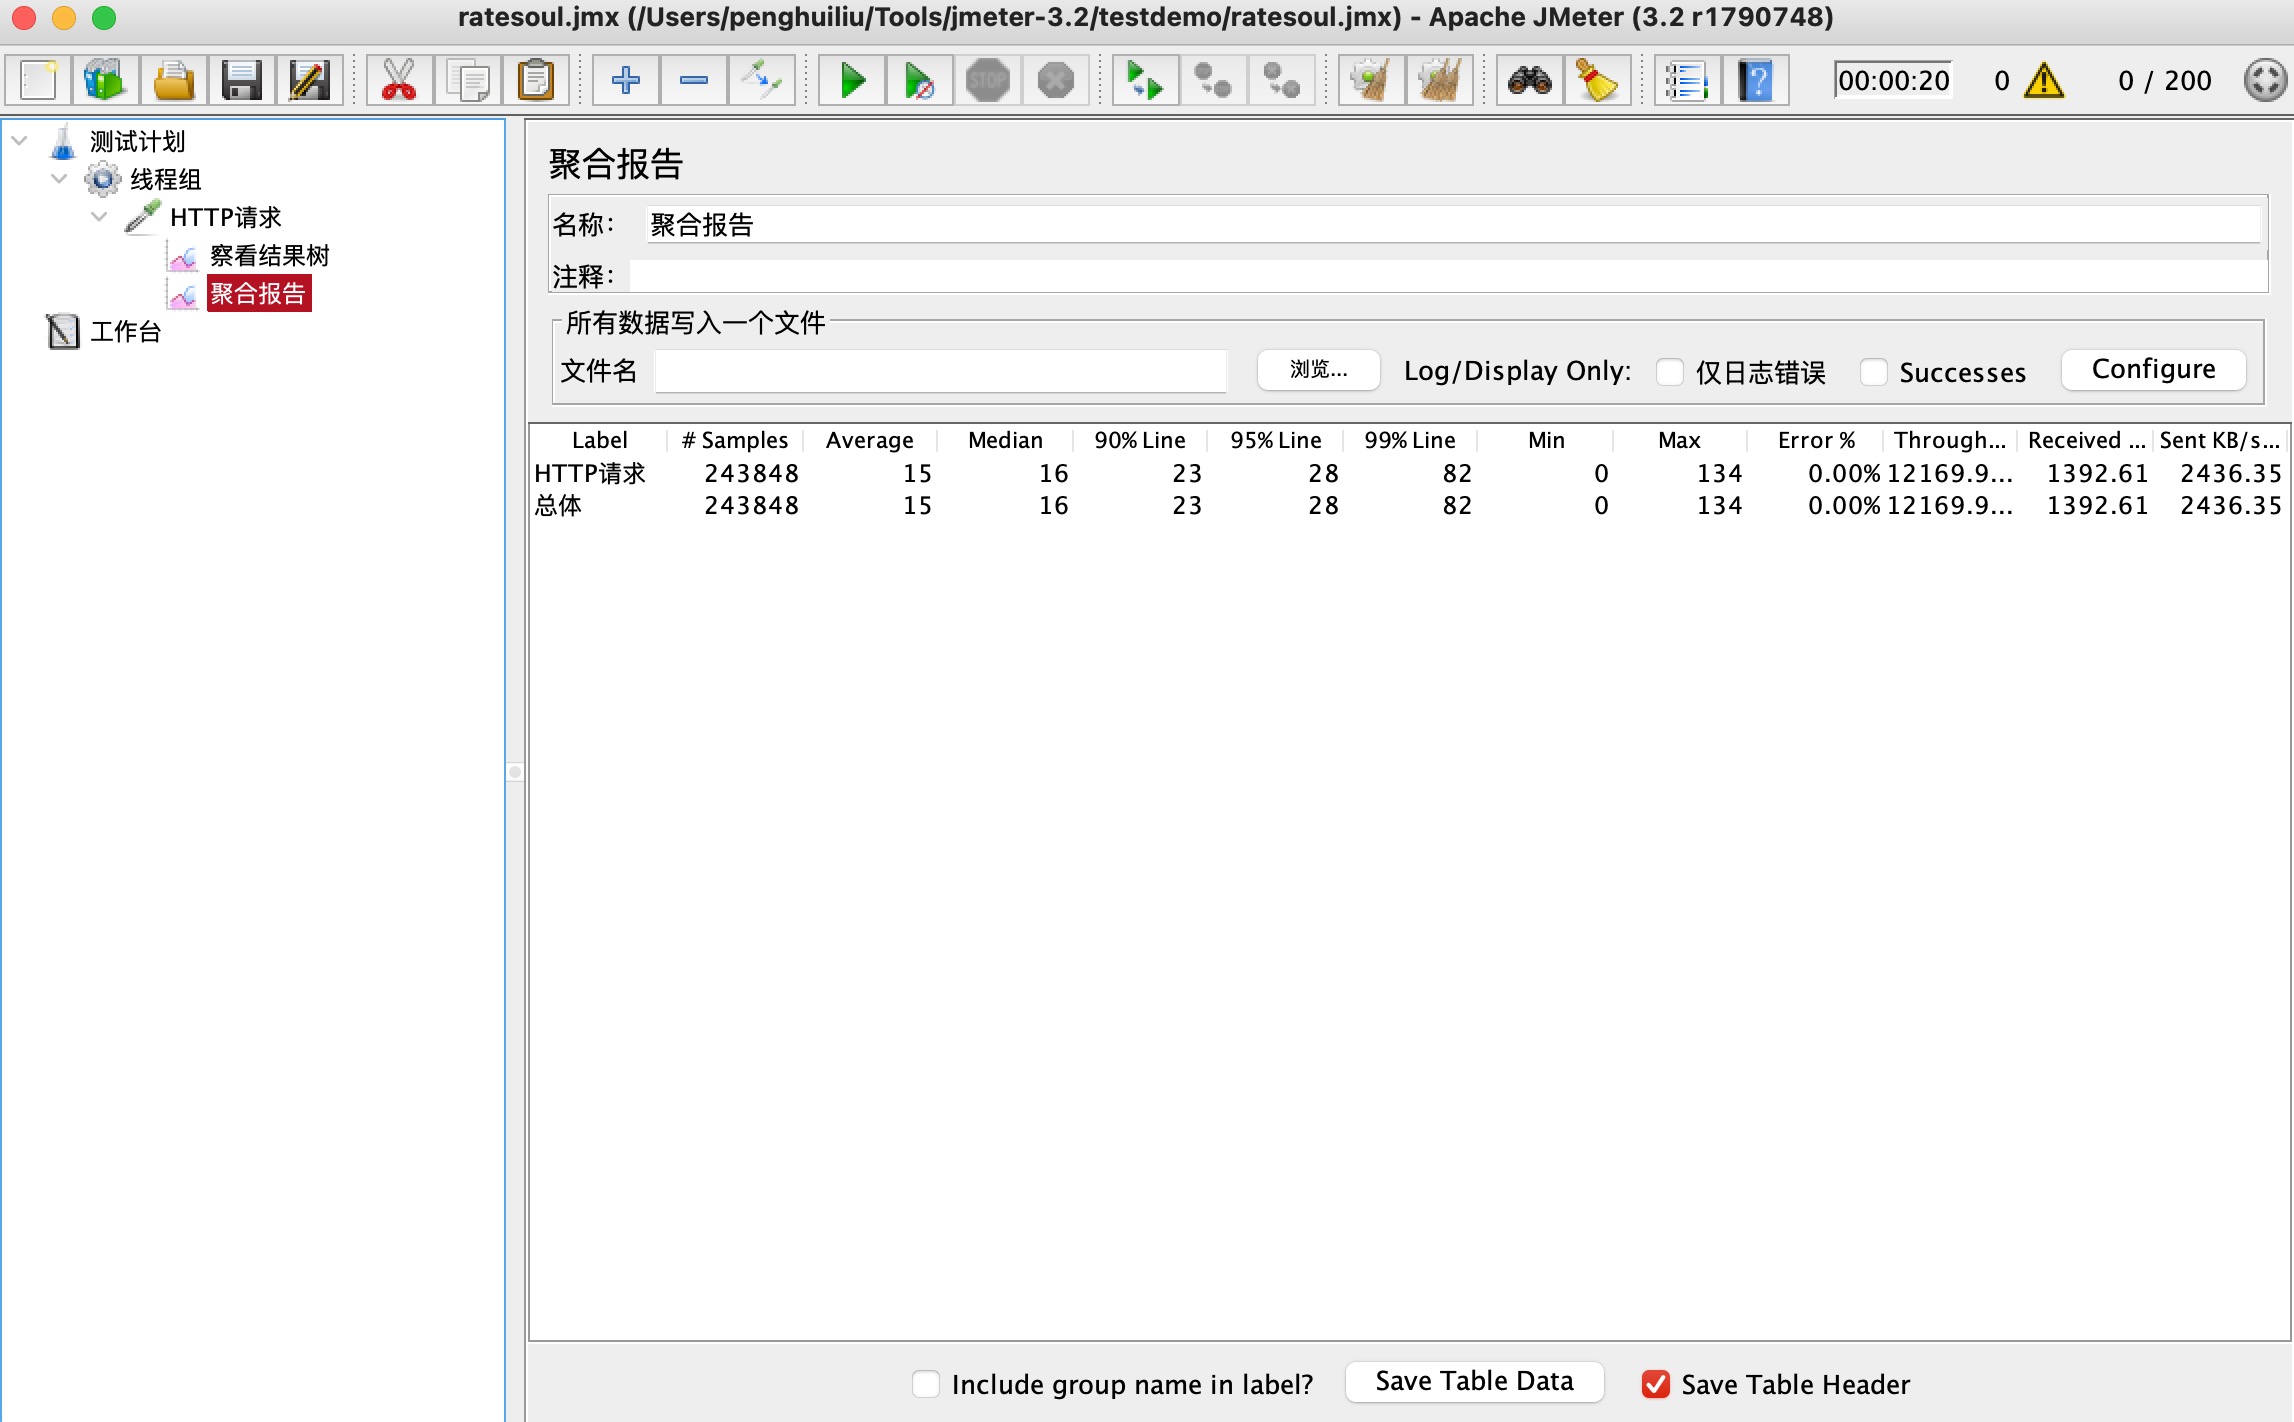 ratesoul.jmx (/Users/penghuiliu/Tools/jmeter-3.2/testdemo/ratesoul.jmx) - Apache JMeter (3.2 r1790748)
STOP 00:00:20 0 0 / 200
测试计划
线程组
HTTP请求
察看结果树
聚合报告
工作台
聚合报告
名称： 聚合报告
注释：
所有数据写入一个文件
文件名 浏览... Log/Display Only: 仅日志错误 Successes Configure
Label # Samples Average Median 90% Line 95% Line 99% Line Min Max Error % Through... Received ... Sent KB/s...
HTTP请求 243848 15 16 23 28 82 0 134 0.00% 12169.9... 1392.61 2436.35
总体 243848 15 16 23 28 82 0 134 0.00% 12169.9... 1392.61 2436.35
Include group name in label? Save Table Data Save Table Header